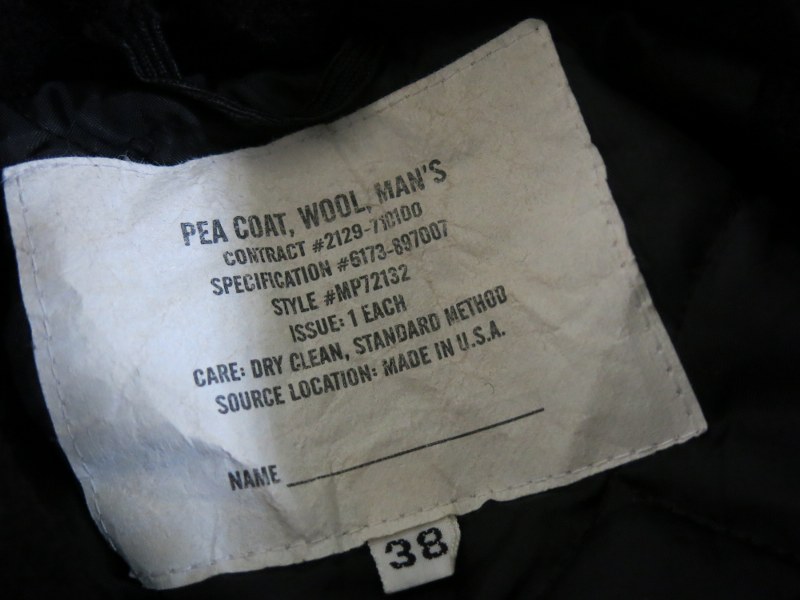 PEA COAT, WOOL, MAN'S
CONTRACT #2129-710100
SPECIFICATION #6173-897007
STYLE #MP72132
ISSUE: 1 EACH
CARE: DRY CLEAN, STANDARD METHOD
SOURCE LOCATION: MADE IN U.S.A.
NAME
38